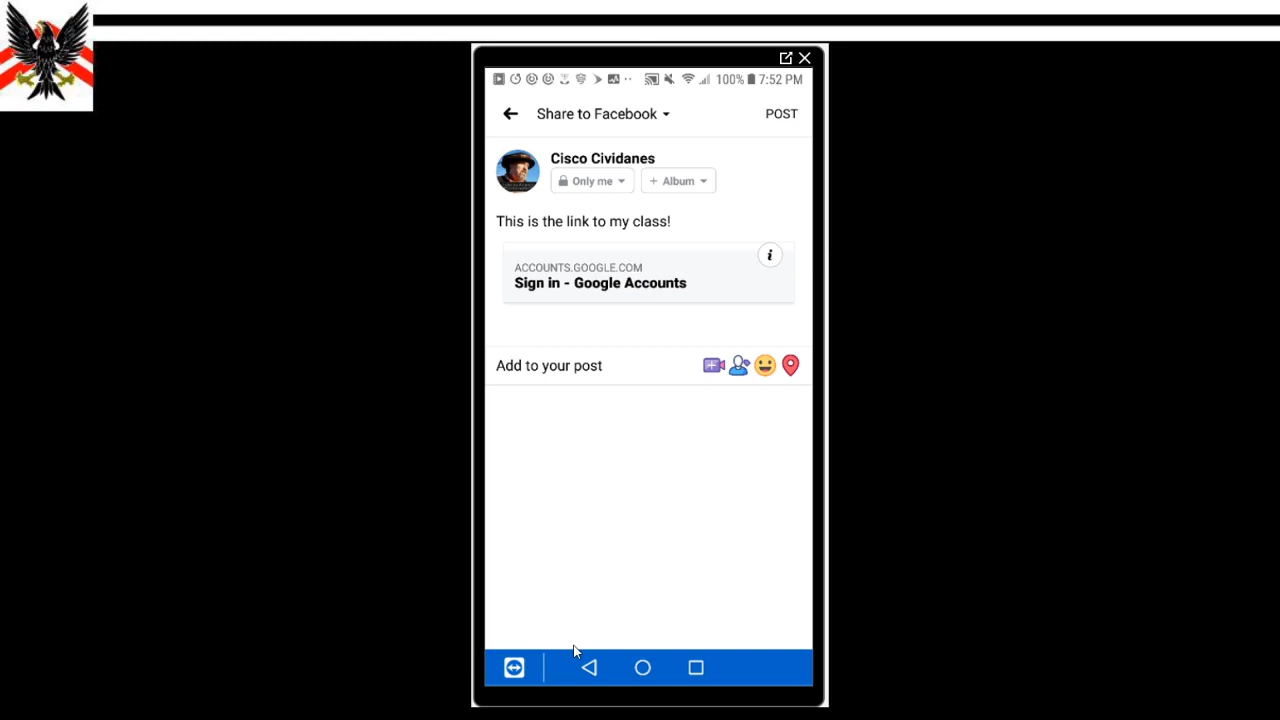 100% 7:52 PM
Share to Facebook
POST
Cisco Cividanes
Only me
+ Album
This is the link to my class!
i
ACCOUNTS.GOOGLE.COM
Sign in - Google Accounts
Add to your post